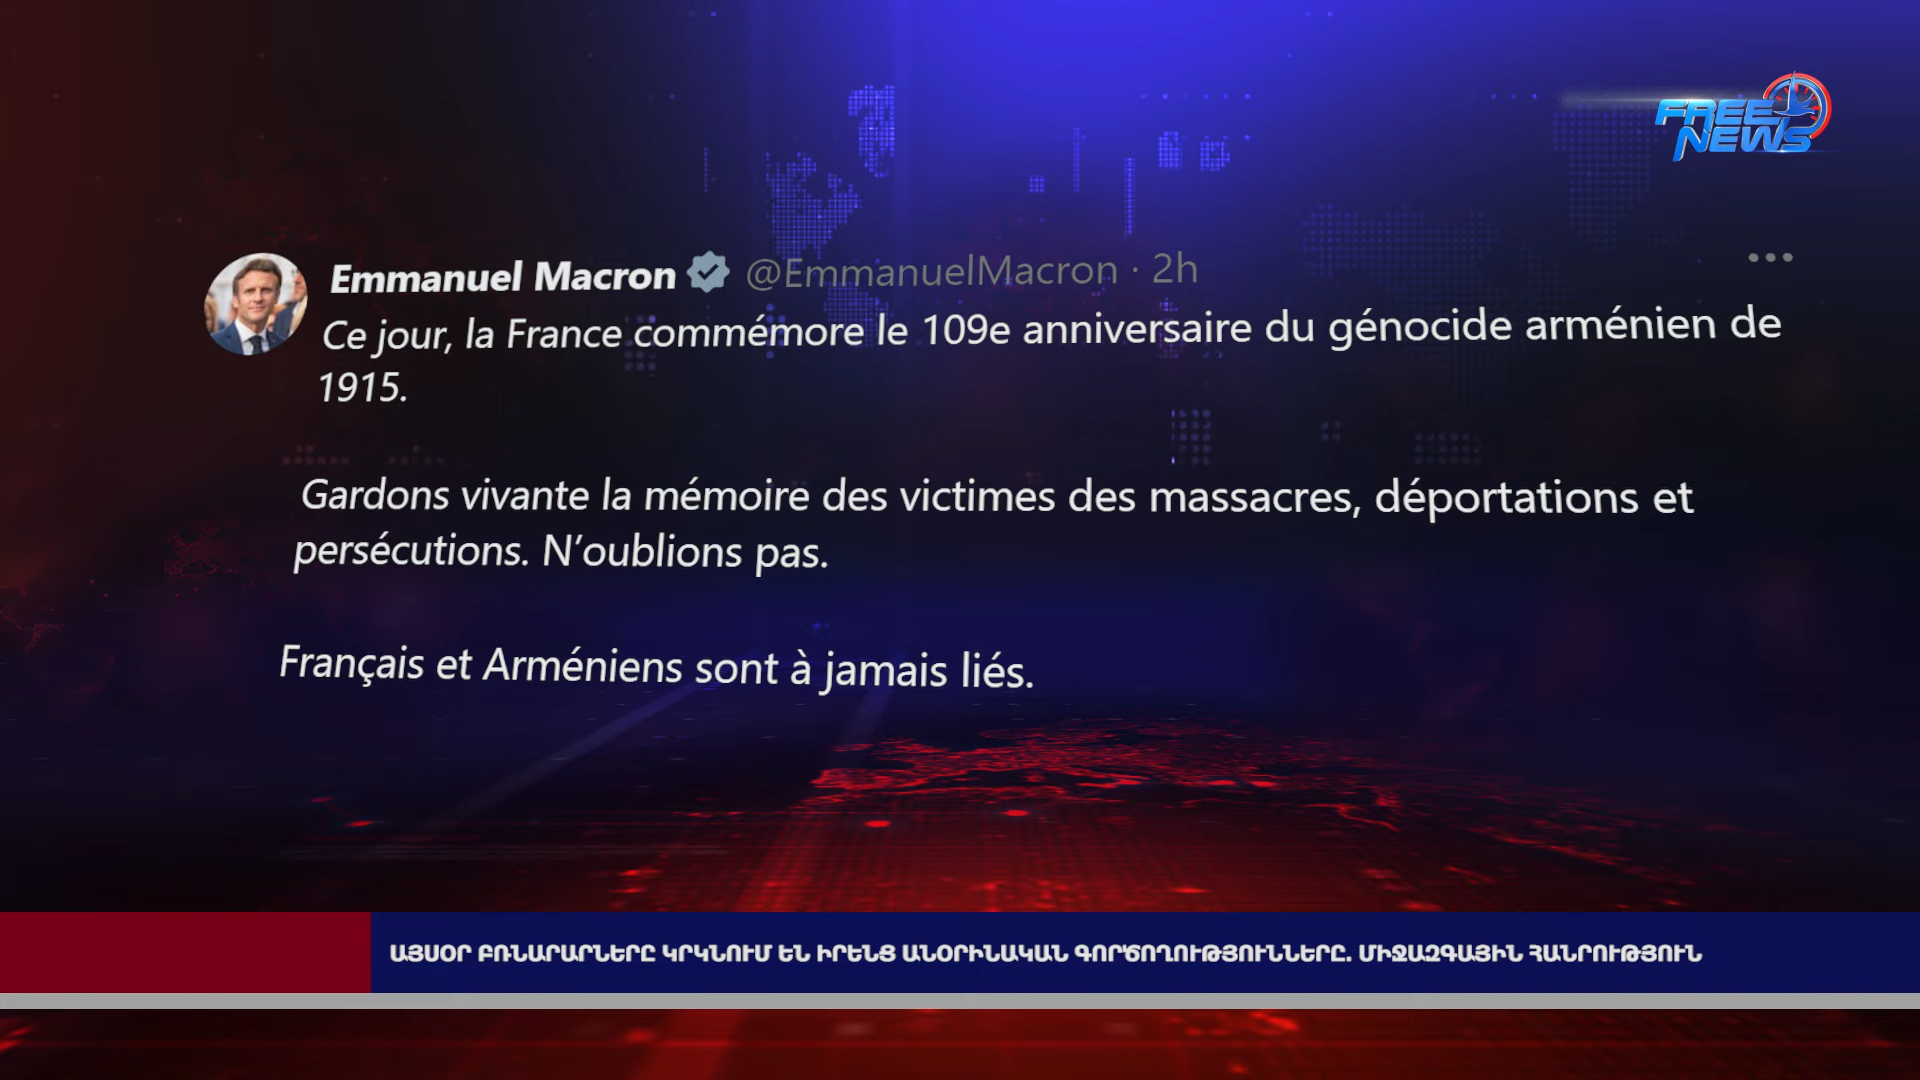 FREE
NEWS
Emmanuel Macron @EmmanuelMacron · 2h
Ce jour, la France commémore le 109e anniversaire du génocide arménien de
1915.
Gardons vivante la mémoire des victimes des massacres, déportations et
persécutions. N’oublions pas.
Français et Arméniens sont à jamais liés.
ԱՅՍՕՐ ԲՌՆԱՐԱՐՆԵՐԸ ԿՐԿՆՈՒՄ ԵՆ ԻՐԵՆՑ ԱՆՕՐԻՆԱԿԱՆ ԳՈՐԾՈՂՈՒԹՅՈՒՆՆԵՐԸ. ՄԻՋԱԶԳԱՅԻՆ ՀԱՆՐՈՒԹՅՈՒՆ